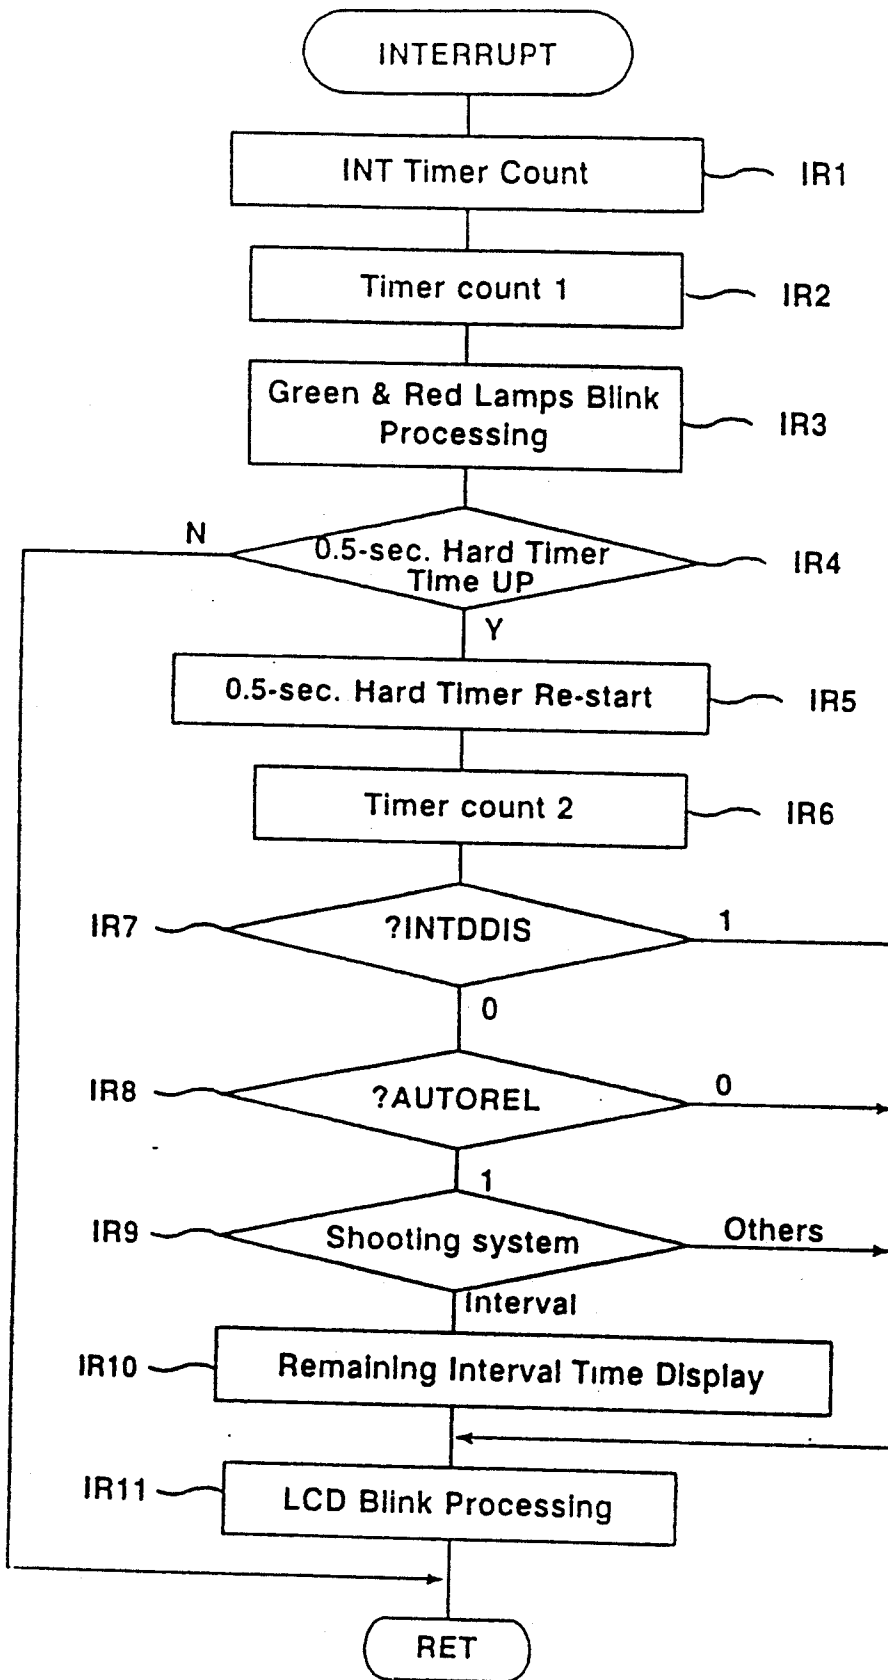 INTERRUPT
INT Timer Count
IR1
Timer count 1
IR2
Green & Red Lamps Blink
Processing
IR3
N
0.5-sec. Hard Timer
Time UP
IR4
Y
0.5-sec. Hard Timer Re-start
IR5
Timer count 2
IR6
IR7
?INTDDIS
1
0
IR8
?AUTOREL
0
1
IR9
Shooting system
Others
Interval
IR10
Remaining Interval Time Display
IR11
LCD Blink Processing
RET